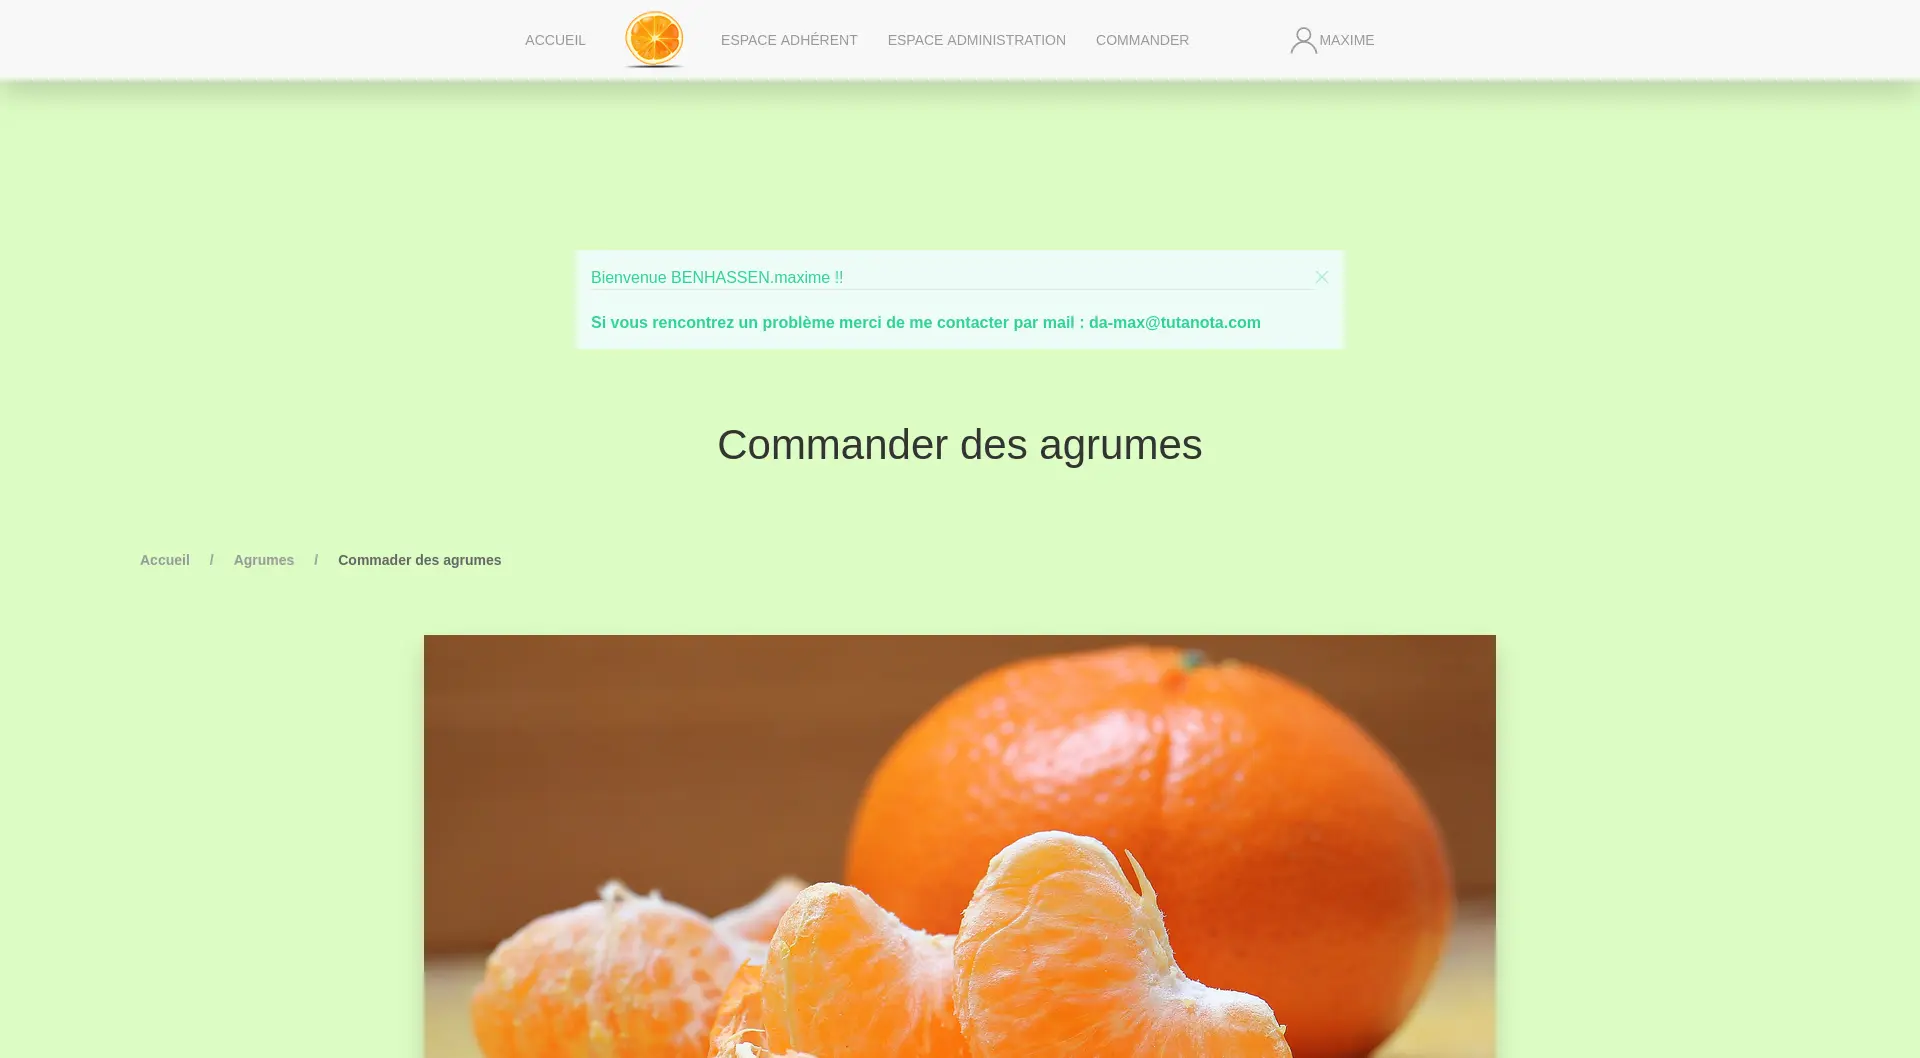 ACCUEIL
ESPACE ADHÉRENT
ESPACE ADMINISTRATION
COMMANDER
MAXIME
Bienvenue BENHASSEN.maxime !!
Si vous rencontrez un problème merci de me contacter par mail : da-max@tutanota.com
Commander des agrumes
Accueil / Agrumes / Commader des agrumes